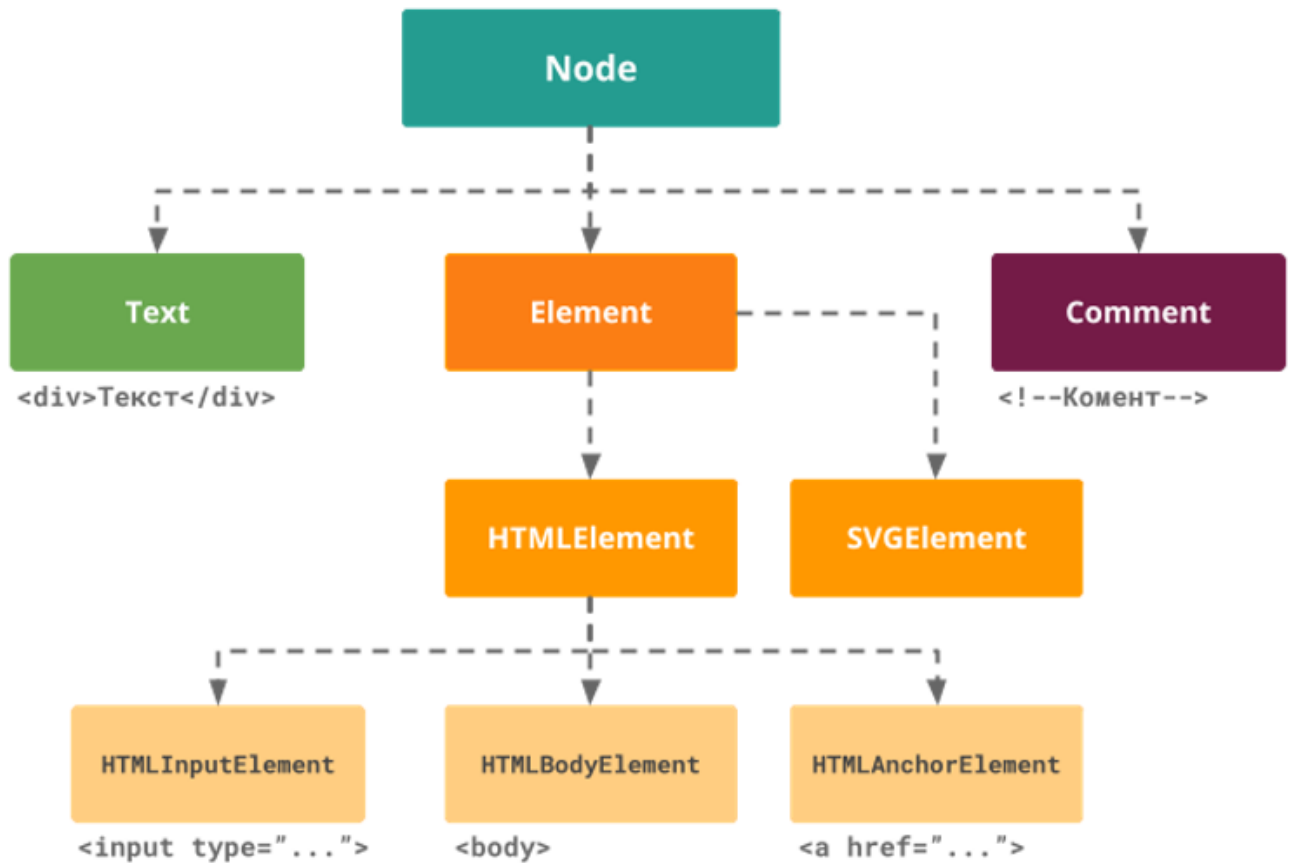 Node
Text
Element
Comment
<div>Текст</div>
<!--Комент-->
HTMLElement
SVGElement
HTMLInputElement
HTMLBodyElement
HTMLAnchorElement
<input type="...">
<body>
<a href="...">